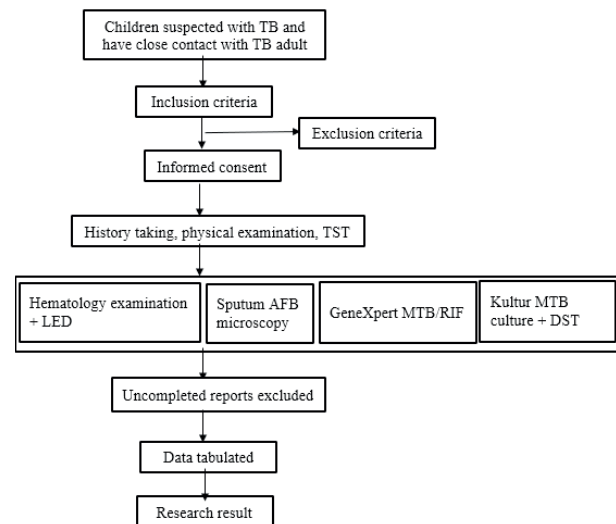 Children suspected with TB and
have close contact with TB adult
Inclusion criteria
Exclusion criteria
Informed consent
History taking, physical examination, TST
Hematology examination
+ LED
Sputum AFB
microscopy
GeneXpert MTB/RIF
Kultur MTB
culture + DST
Uncompleted reports excluded
Data tabulated
Research result